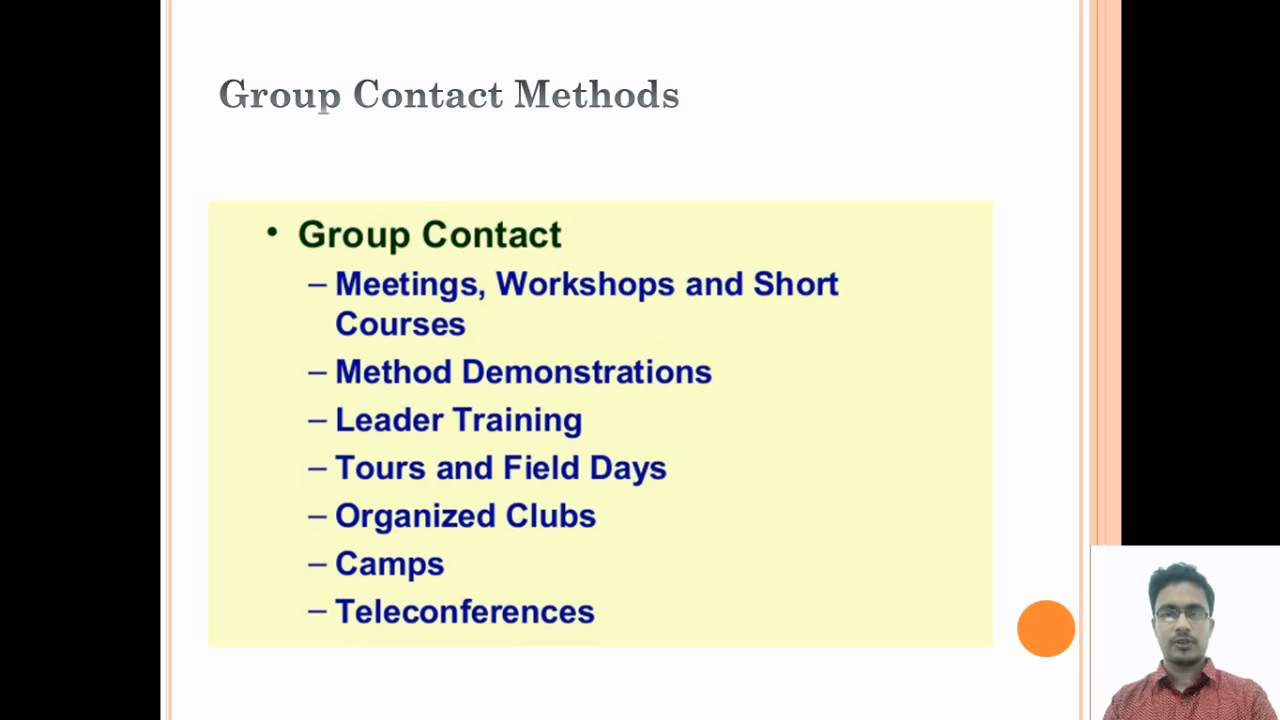 Group Contact Methods
• Group Contact
– Meetings, Workshops and Short
Courses
– Method Demonstrations
– Leader Training
– Tours and Field Days
– Organized Clubs
– Camps
– Teleconferences